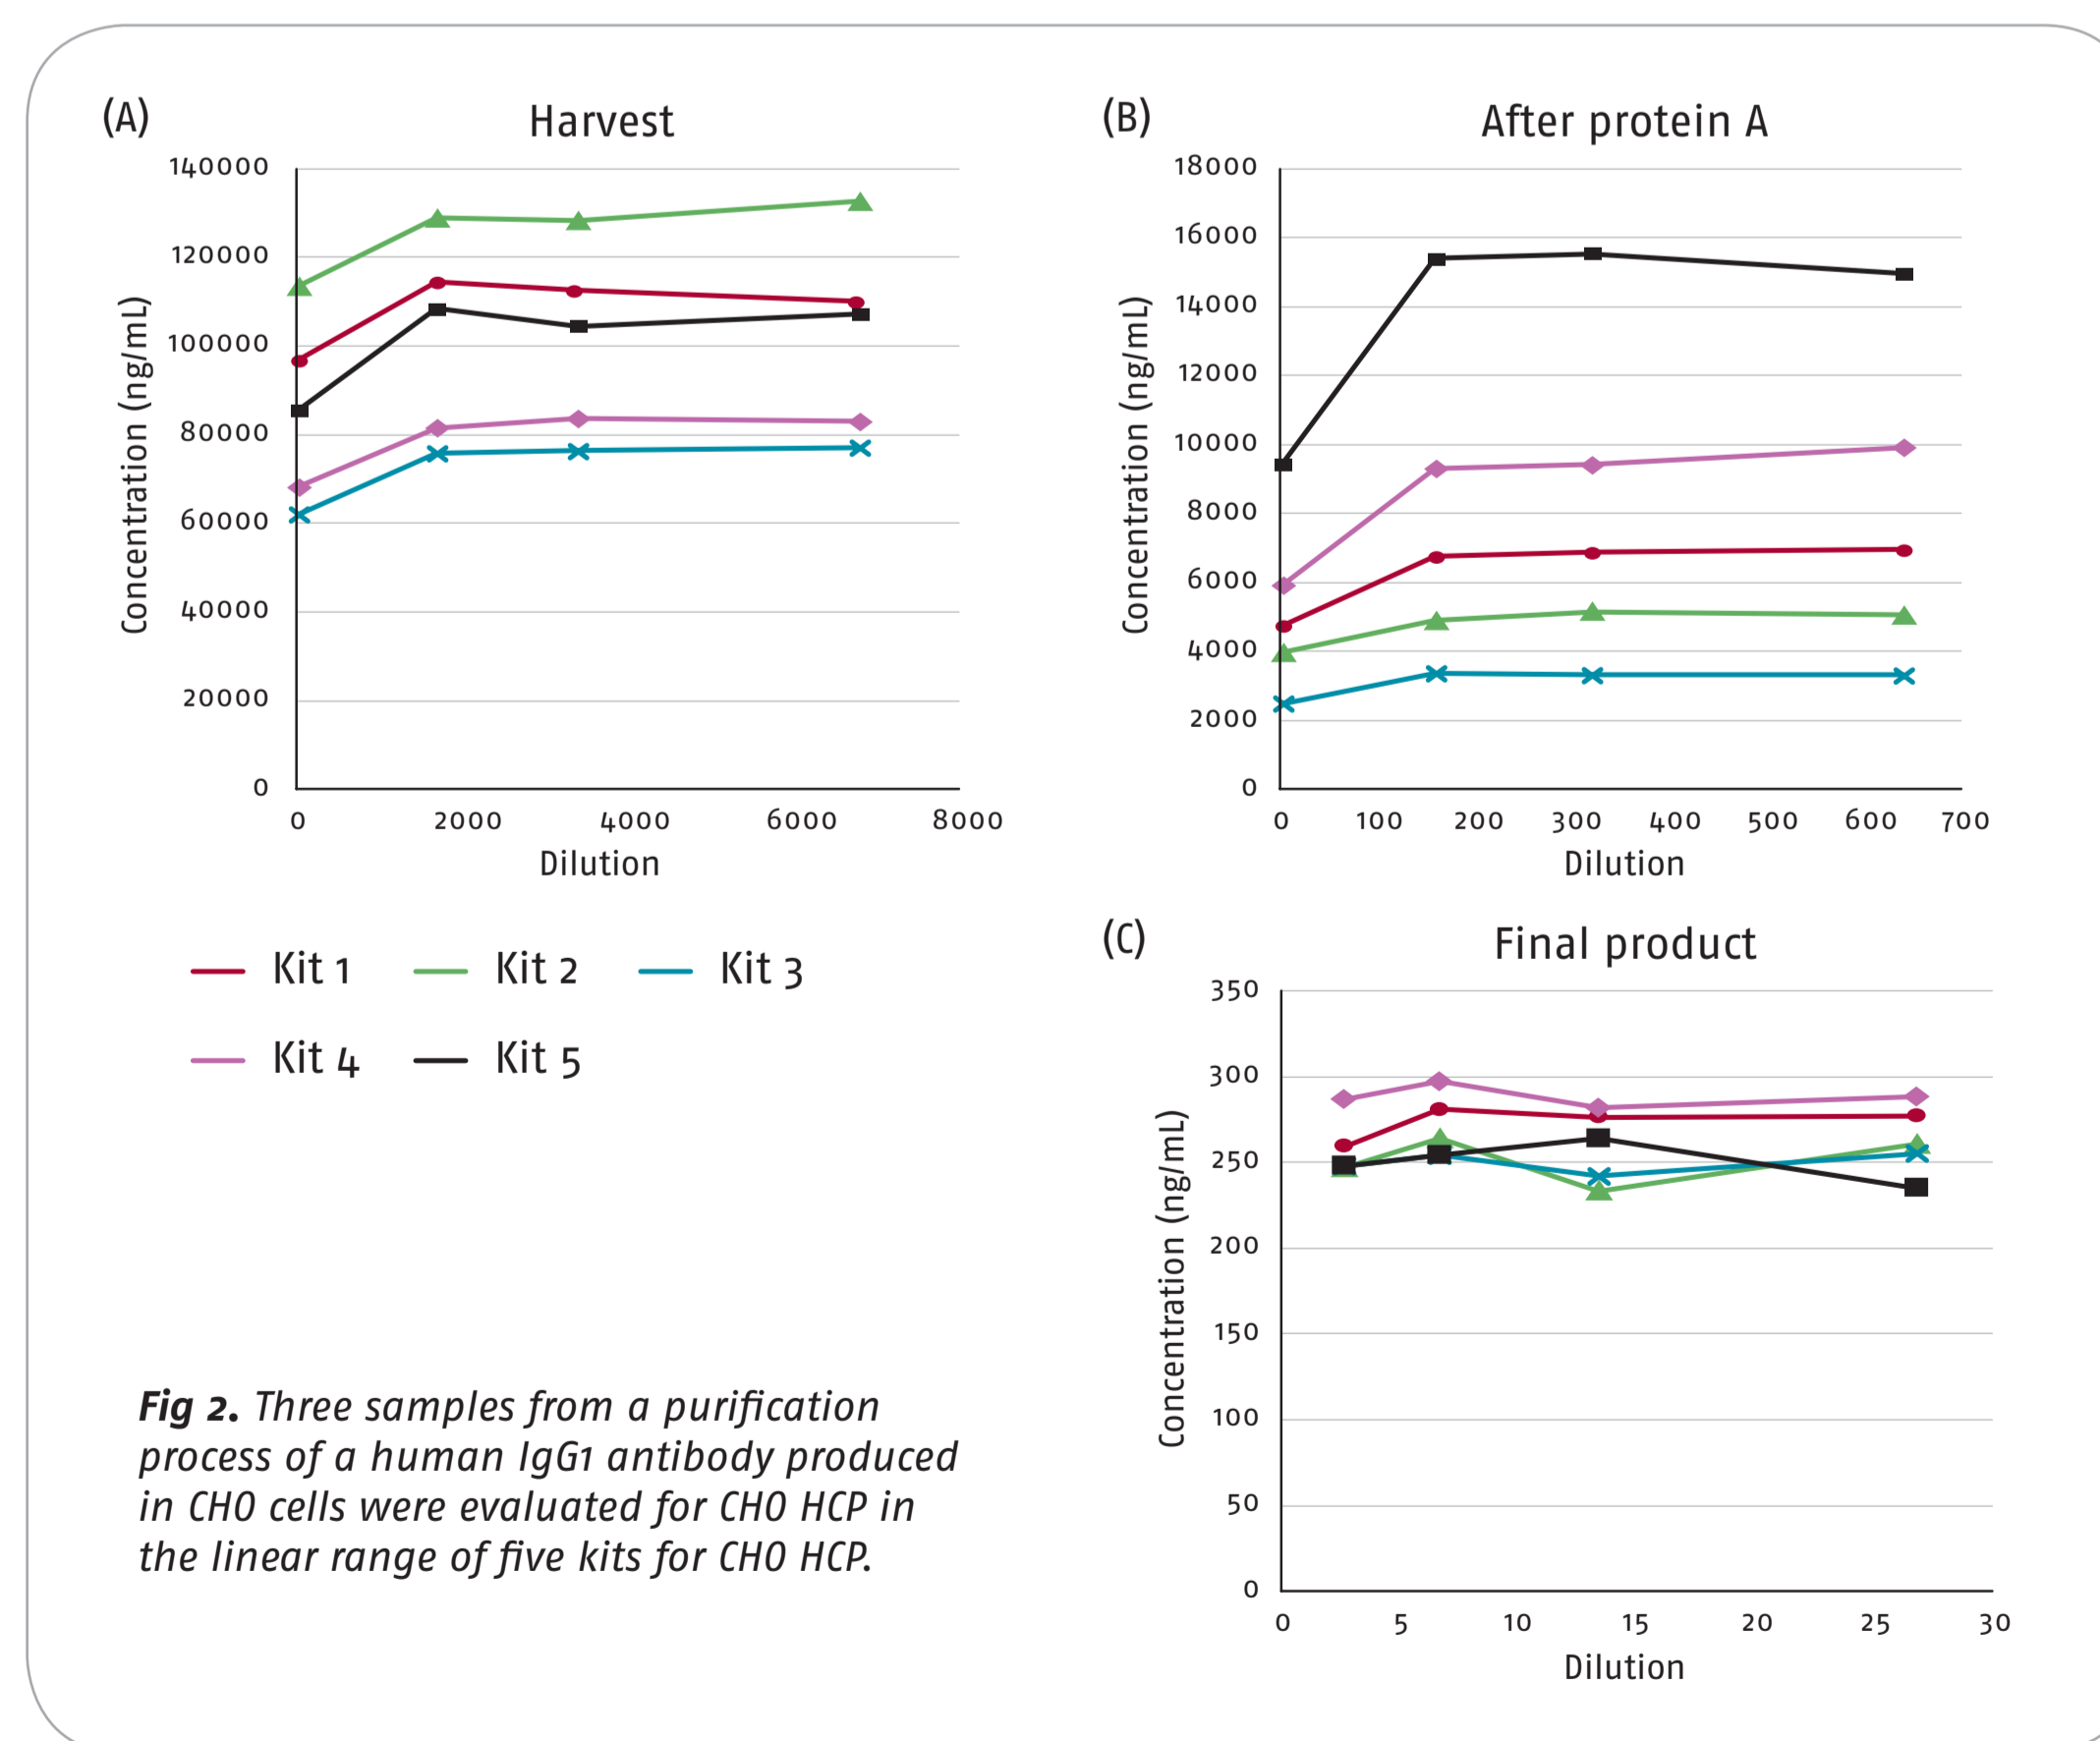 (A)
Harvest
140000
120000
100000
80000
60000
40000
20000
0
Concentration (ng/mL)
0 2000 4000 6000 8000
Dilution
(B)
After protein A
18000
16000
14000
12000
10000
8000
6000
4000
2000
0
Concentration (ng/mL)
0 100 200 300 400 500 600 700
Dilution
Kit 1 Kit 2 Kit 3
Kit 4 Kit 5
(C)
Final product
350
300
250
200
150
100
50
0
Concentration (ng/mL)
0 5 10 15 20 25 30
Dilution
Fig 2. Three samples from a purification
process of a human IgG1 antibody produced
in CHO cells were evaluated for CHO HCP in
the linear range of five kits for CHO HCP.